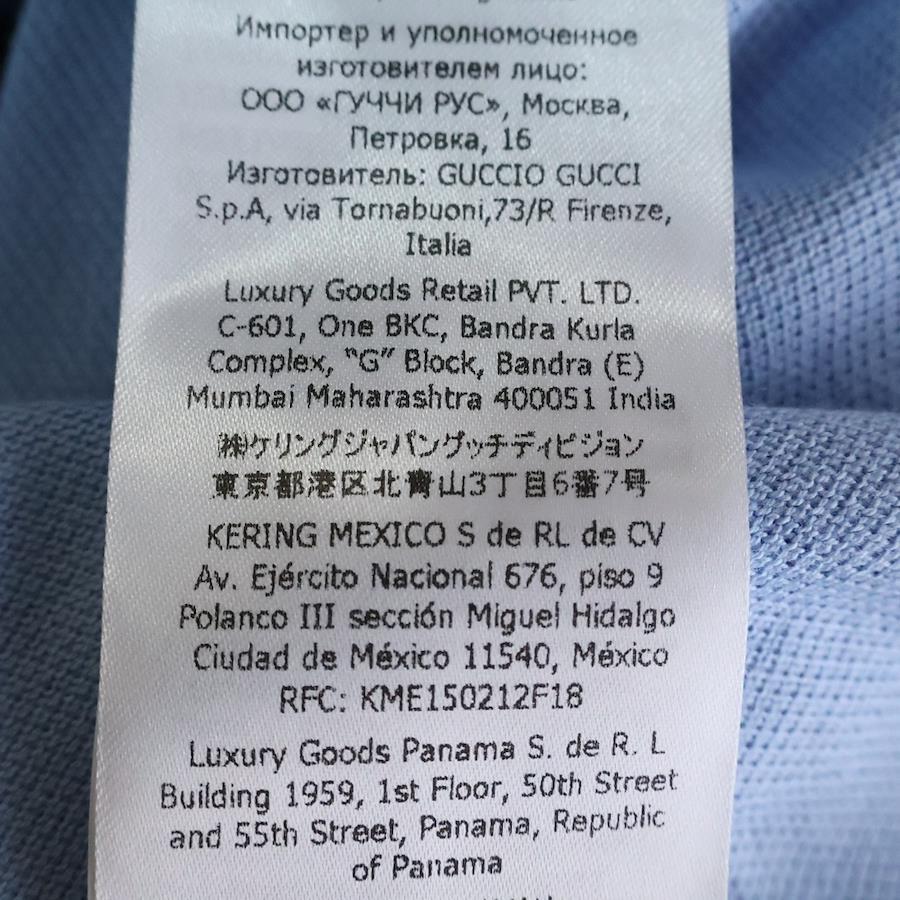 Импортер и уполномоченное
изготовителем лицо:
ООО «ГУЧЧИ РУС», Москва,
Петровка, 16
Изготовитель: GUCCIO GUCCI
S.p.A, via Tornabuoni,73/R Firenze,
Italia
Luxury Goods Retail PVT. LTD.
C-601, One BKC, Bandra Kurla
Complex, "G" Block, Bandra (E)
Mumbai Maharashtra 400051 India
㈱ケリングジャパングッチディビジョン
東京都港区北青山3丁目6番7号
KERING MEXICO S de RL de CV
Av. Ejército Nacional 676, piso 9
Polanco III sección Miguel Hidalgo
Ciudad de México 11540, México
RFC: KME150212F18
Luxury Goods Panama S. de R. L
Building 1959, 1st Floor, 50th Street
and 55th Street, Panama, Republic
of Panama